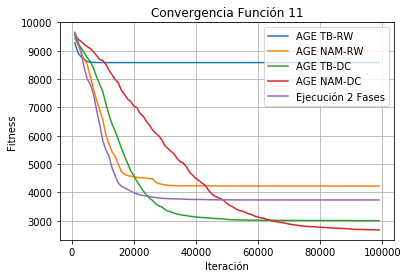 Convergencia Función 11
10000
9000
8000
7000
6000
5000
4000
3000
Fitness
AGE TB-RW
AGE NAM-RW
AGE TB-DC
AGE NAM-DC
Ejecución 2 Fases
0 20000 40000 60000 80000 100000
Iteración